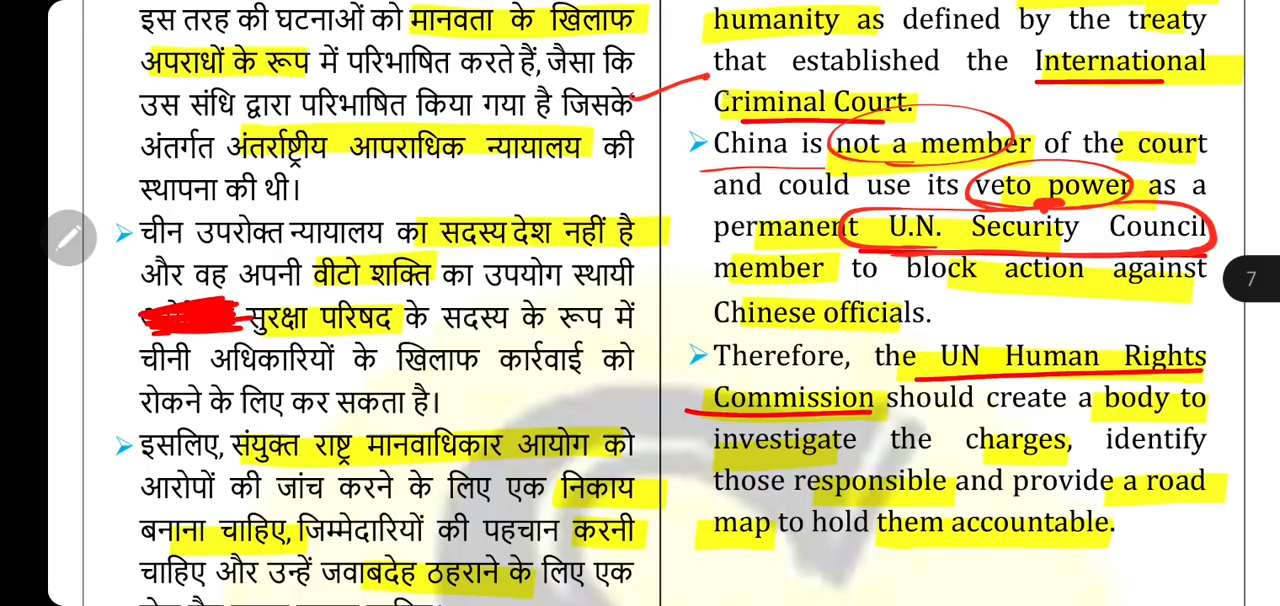 इस तरह की घटनाओं को मानवता के खिलाफ
अपराधों के रूप में परिभाषित करते हैं, जैसा कि
उस संधि द्वारा परिभाषित किया गया है जिसके
अंतर्गत अंतर्राष्ट्रीय आपराधिक न्यायालय की
स्थापना की थी।
चीन उपरोक्त न्यायालय का सदस्य देश नहीं है
और वह अपनी वीटो शक्ति का उपयोग स्थायी
सुरक्षा परिषद के सदस्य के रूप में
चीनी अधिकारियों के खिलाफ कार्रवाई को
रोकने के लिए कर सकता है।
इसलिए, संयुक्त राष्ट्र मानवाधिकार आयोग को
आरोपों की जांच करने के लिए एक निकाय
बनाना चाहिए, जिम्मेदारियों की पहचान करनी
चाहिए और उन्हें जवाबदेह ठहराने के लिए एक
humanity as defined by the treaty
that established the International
Criminal Court.
China is not a member of the court
and could use its veto power as a
permanent U.N. Security Council
member to block action against
Chinese officials.
Therefore, the UN Human Rights
Commission should create a body to
investigate the charges, identify
those responsible and provide a road
map to hold them accountable.
7